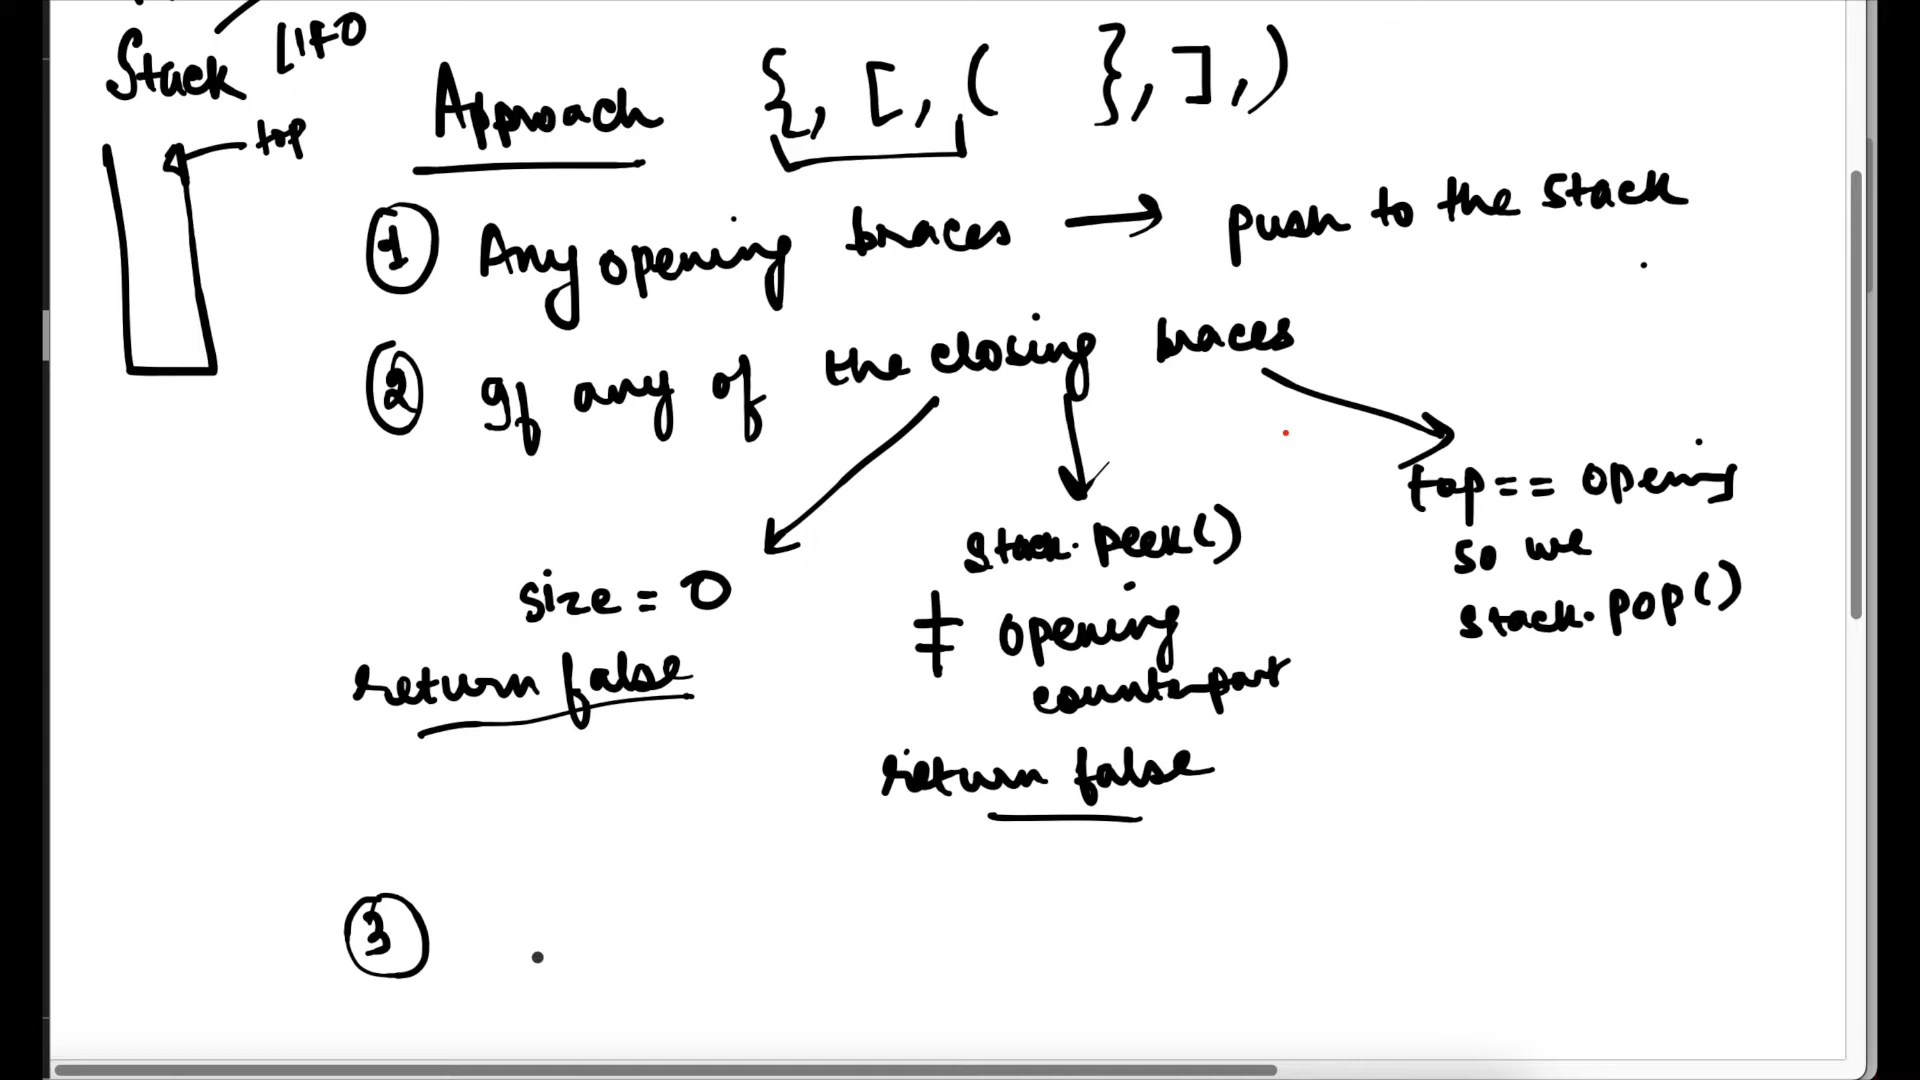 Stack LIFO
top
Approach {, [, ( }, ], )
1 Any opening braces → push to the stack
2 If any of the closing braces
size = 0
return false
stack.peek()
≠ opening
counterpart
return false
top == opening
so we
stack.pop()
3